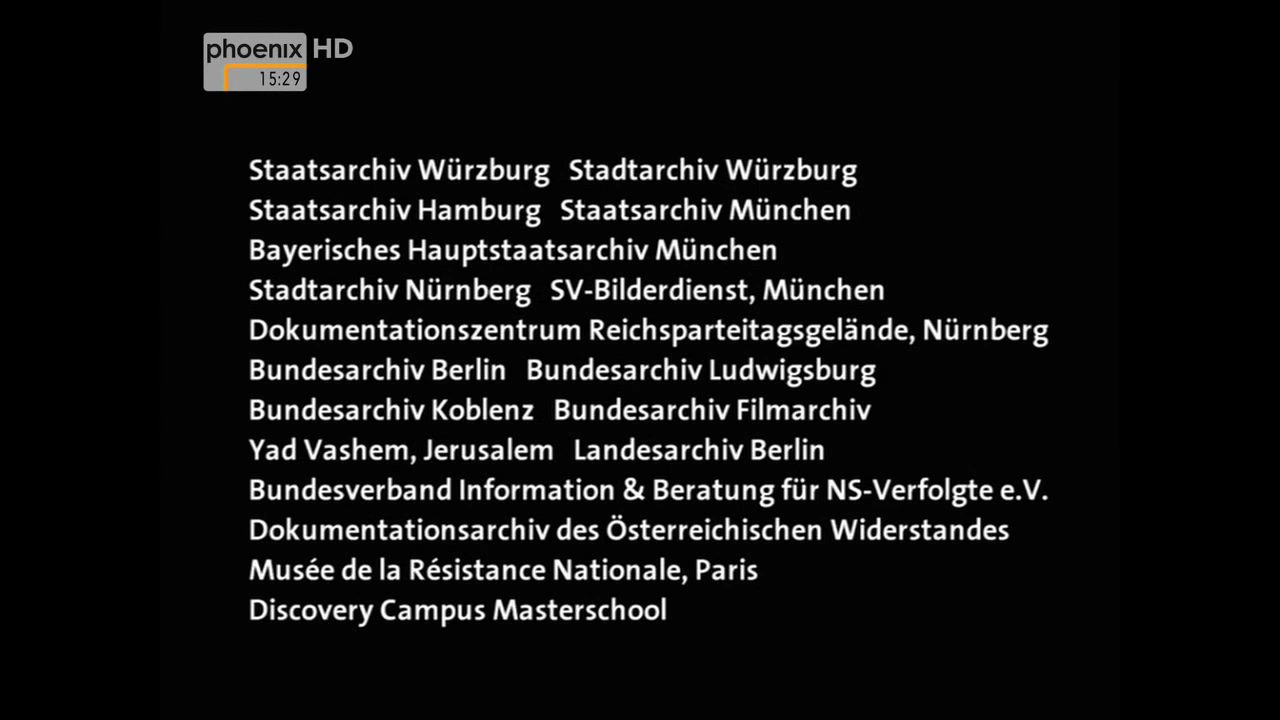 phoenix HD
15:29
Staatsarchiv Würzburg   Stadtarchiv Würzburg
Staatsarchiv Hamburg   Staatsarchiv München
Bayerisches Hauptstaatsarchiv München
Stadtarchiv Nürnberg   SV-Bilderdienst, München
Dokumentationszentrum Reichsparteitagsgelände, Nürnberg
Bundesarchiv Berlin   Bundesarchiv Ludwigsburg
Bundesarchiv Koblenz   Bundesarchiv Filmarchiv
Yad Vashem, Jerusalem   Landesarchiv Berlin
Bundesverband Information & Beratung für NS-Verfolgte e.V.
Dokumentationsarchiv des Österreichischen Widerstandes
Musée de la Résistance Nationale, Paris
Discovery Campus Masterschool